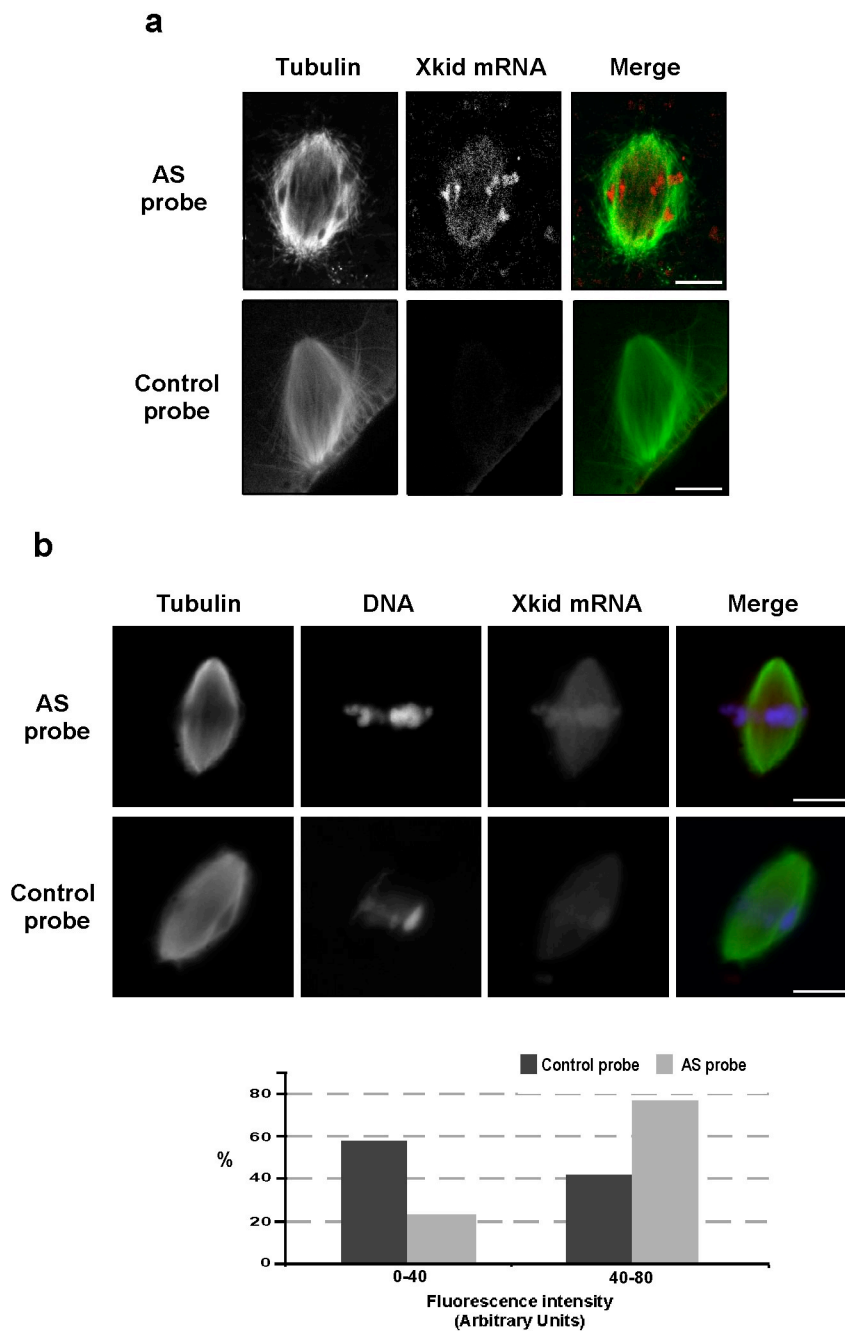 a
Tubulin Xkid mRNA Merge
AS
probe
Control
probe
b
Tubulin DNA Xkid mRNA Merge
AS
probe
Control
probe
Control probe AS probe
80
60
%
40
20
0
0-40 40-80
Fluorescence intensity
(Arbitrary Units)